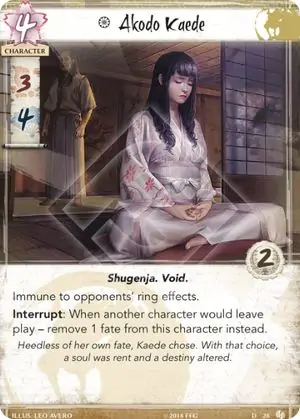 4
Akodo Kaede
CHARACTER
3
4
2
Shugenja. Void.
Immune to opponents' ring effects.
Interrupt: When another character would leave
play – remove 1 fate from this character instead.
Heedless of her own fate, Kaede chose. With that choice,
a soul was rent and a destiny altered.
ILLUS. LEO AVERO
© 2018 FFG
D 28